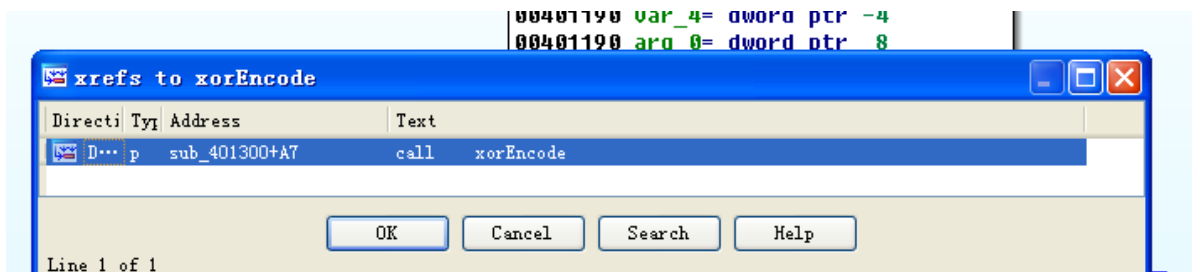 00401190 var_4= dword ptr -4
00401190 arg_0= dword ptr  8
xrefs to xorEncode
Directi Typ Address Text
D··· p sub_401300+A7 call xorEncode
OK Cancel Search Help
Line 1 of 1